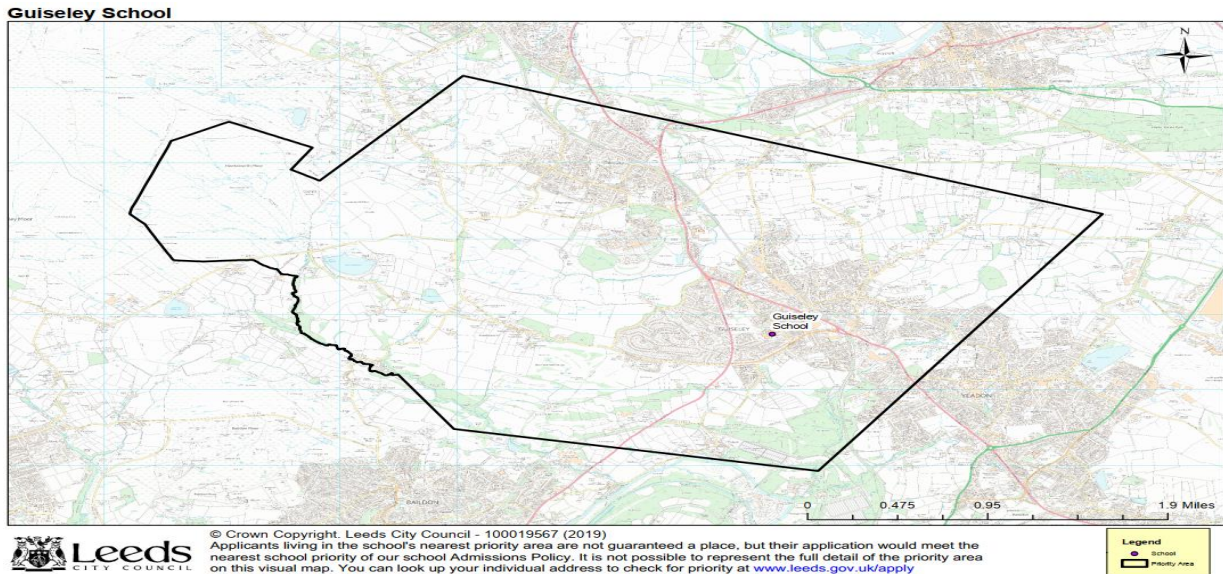 Guiseley School
N
Guiseley
School
GUISELEY
YEADON
BAILDON
0 0.475 0.95 1.9 Miles
Leeds
CITY COUNCIL
© Crown Copyright. Leeds City Council - 100019567 (2019)
Applicants living in the school's nearest priority area are not guaranteed a place, but their application would meet the
nearest school priority of our school Admissions Policy. It is not possible to represent the full detail of the priority area
on this visual map. You can look up your individual address to check for priority at www.leeds.gov.uk/apply
Legend
School
Priority Area